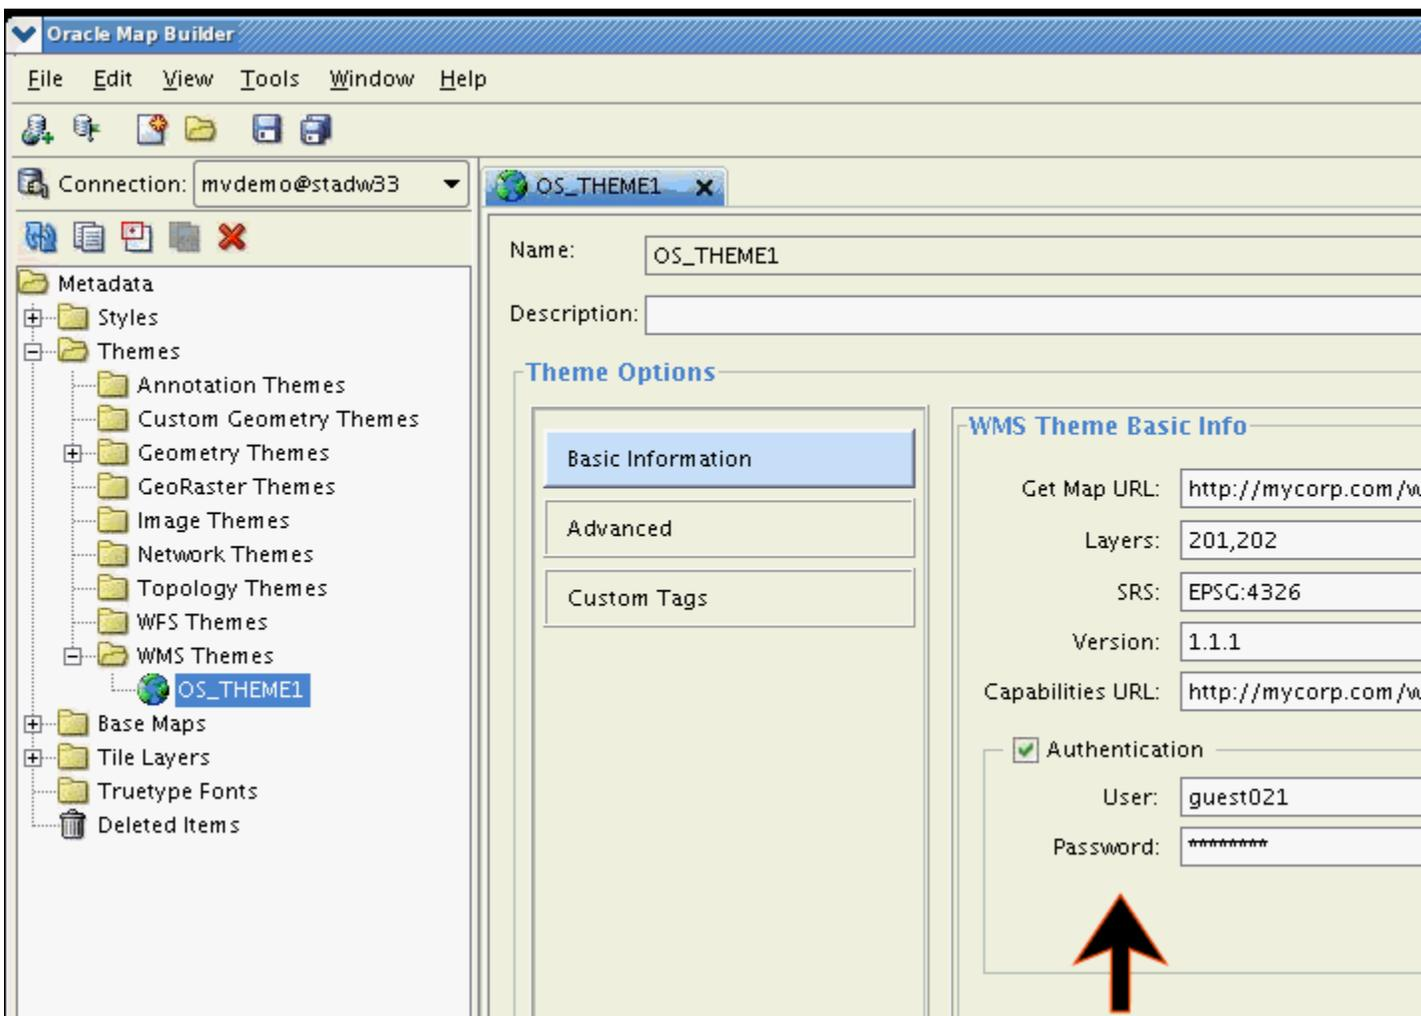 Oracle Map Builder
File Edit View Tools Window Help
Connection: mvdemo@stadw33
OS_THEME1
Name: OS_THEME1
Description:
Metadata
Styles
Themes
Annotation Themes
Custom Geometry Themes
Geometry Themes
GeoRaster Themes
Image Themes
Network Themes
Topology Themes
WFS Themes
WMS Themes
OS_THEME1
Base Maps
Tile Layers
Truetype Fonts
Deleted Items
Theme Options
Basic Information
Advanced
Custom Tags
WMS Theme Basic Info
Get Map URL: http://mycorp.com/w
Layers: 201,202
SRS: EPSG:4326
Version: 1.1.1
Capabilities URL: http://mycorp.com/w
Authentication
User: guest021
Password: ********